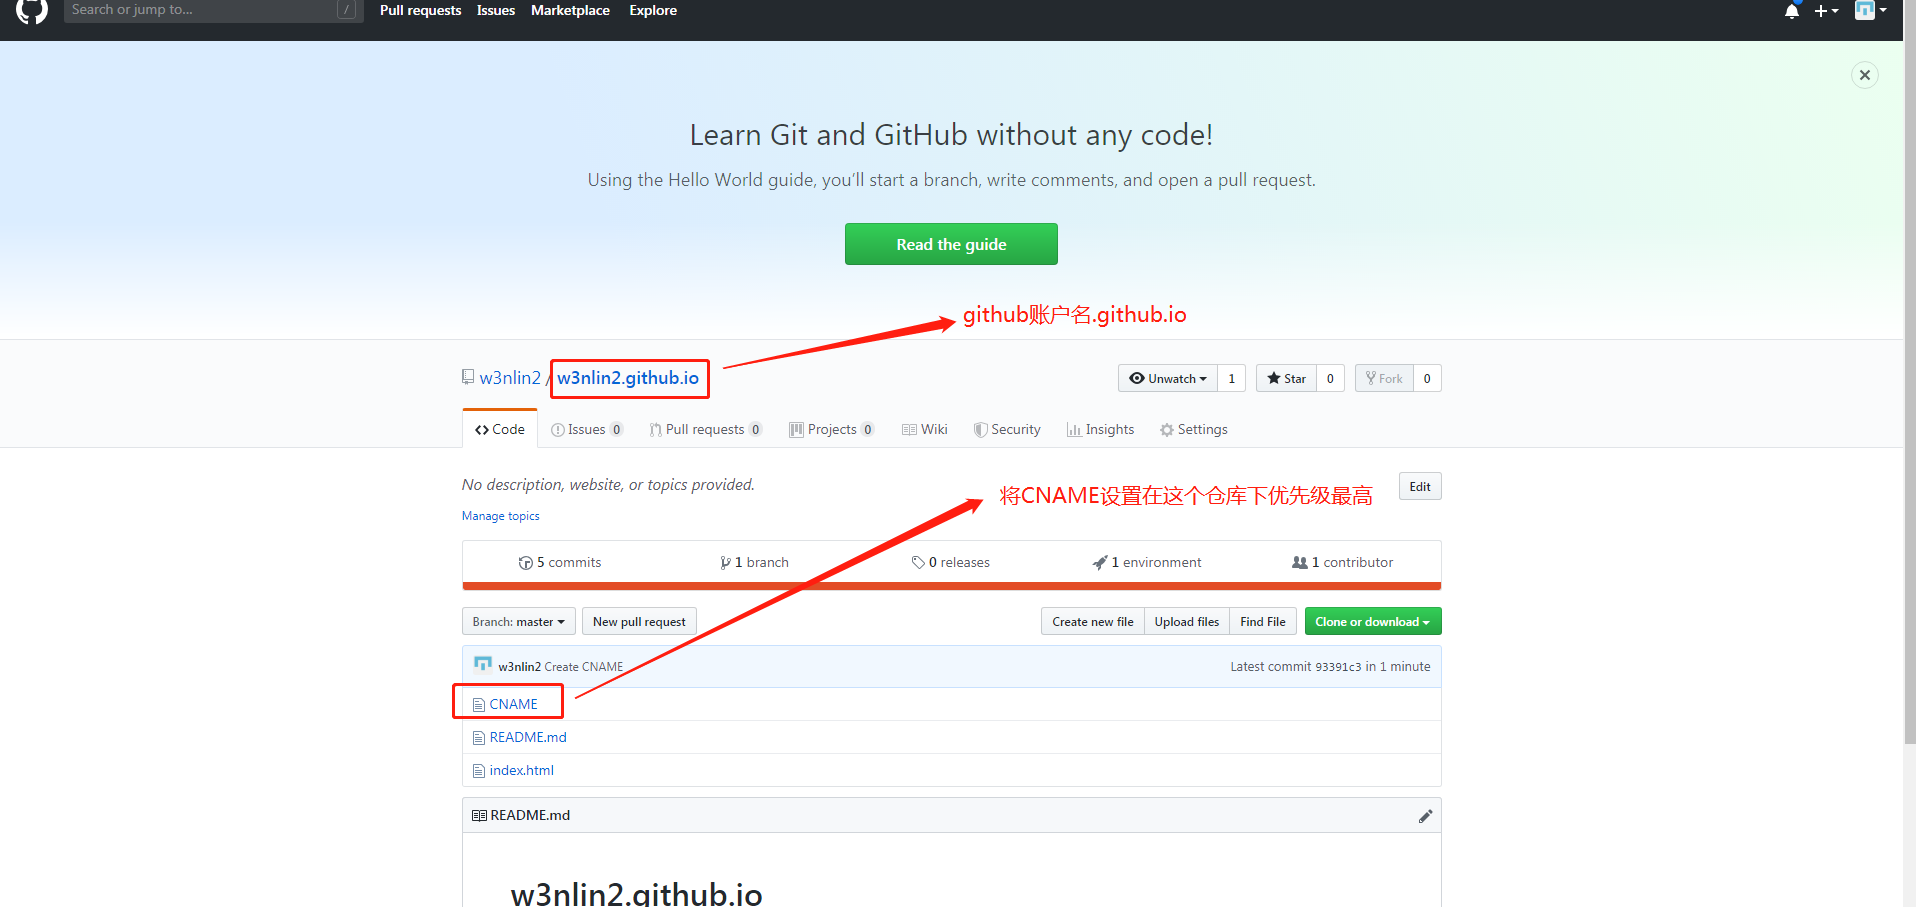 Search or jump to... / Pull requests Issues Marketplace Explore
Learn Git and GitHub without any code!
Using the Hello World guide, you’ll start a branch, write comments, and open a pull request.
Read the guide
github账户名.github.io
w3nlin2 / w3nlin2.github.io Unwatch 1 Star 0 Fork 0
Code Issues 0 Pull requests 0 Projects 0 Wiki Security Insights Settings
No description, website, or topics provided. Edit
将CNAME设置在这个仓库下优先级最高
Manage topics
5 commits 1 branch 0 releases 1 environment 1 contributor
Branch: master New pull request Create new file Upload files Find File Clone or download
w3nlin2 Create CNAME Latest commit 93391c3 in 1 minute
CNAME
README.md
index.html
README.md
w3nlin2.github.io